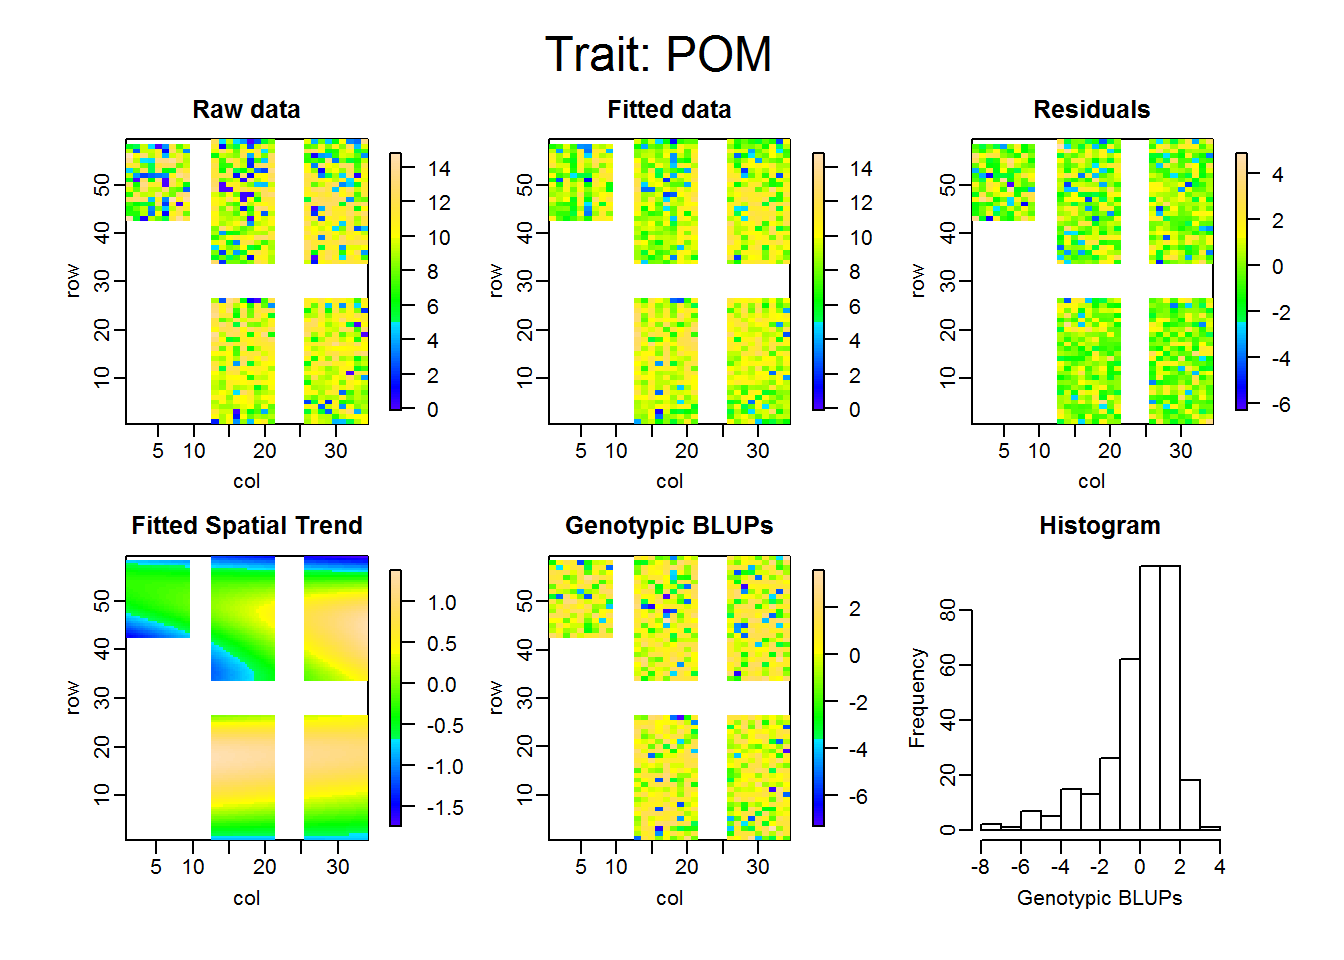 Trait: POM
Raw data
Fitted data
Residuals
row
50
40
30
20
10
5 10 20 30
col
14
12
10
8
6
4
2
0
row
50
40
30
20
10
5 10 20 30
col
14
12
10
8
6
4
2
0
row
50
40
30
20
10
5 10 20 30
col
4
2
0
-2
-4
-6
Fitted Spatial Trend
Genotypic BLUPs
Histogram
row
50
40
30
20
10
5 10 20 30
col
1.0
0.5
0.0
-0.5
-1.0
-1.5
row
50
40
30
20
10
5 10 20 30
col
2
0
-2
-4
-6
Frequency
80
60
40
20
0
-8 -6 -4 -2 0 2 4
Genotypic BLUPs